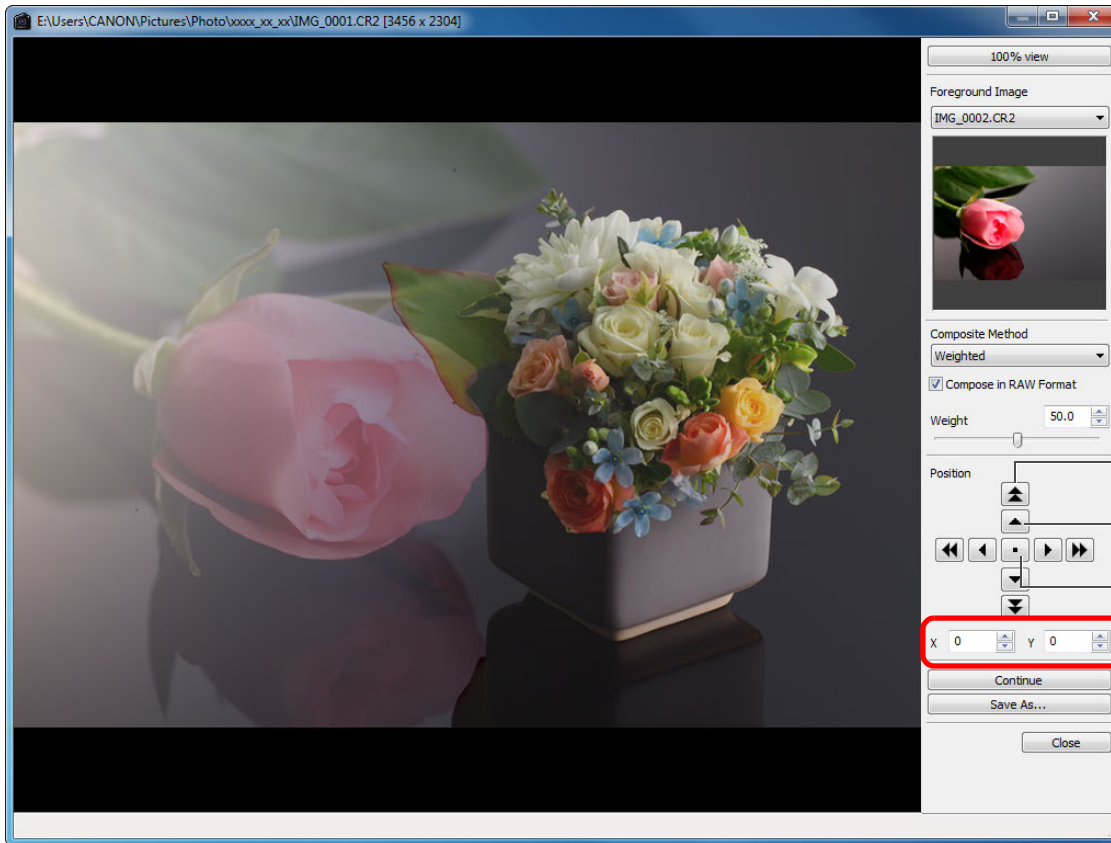 E:\Users\CANON\Pictures\Photo\xxxx_xx_xx\IMG_0001.CR2 [3456 x 2304]
100% view
Foreground Image
IMG_0002.CR2
Composite Method
Weighted
Compose in RAW Format
Weight 50.0
Position
X 0 Y 0
Continue
Save As...
Close